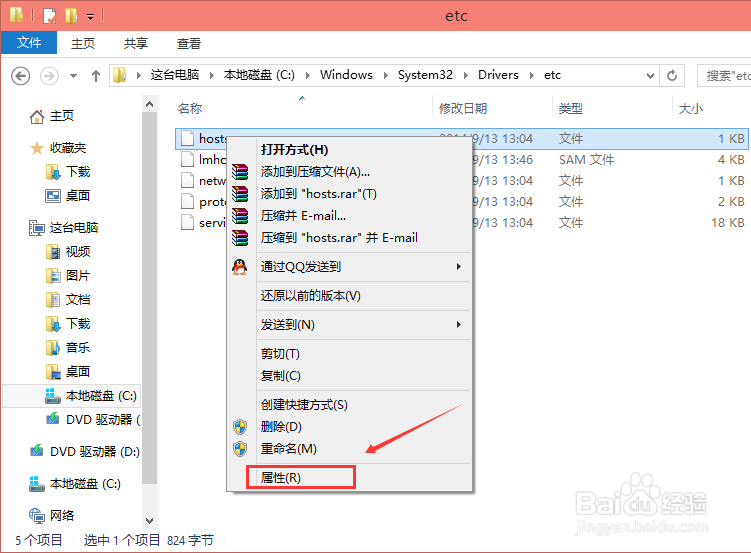 etc
文件 主页 共享 查看
这台电脑 本地磁盘 (C:) Windows System32 Drivers etc 搜索"etc
名称 修改日期 类型 大小
主页
收藏夹
下载
桌面
这台电脑
视频
图片
文档
下载
音乐
桌面
本地磁盘 (C:)
DVD 驱动器 (
DVD 驱动器 (D:)
本地磁盘 (C:)
网络
hosts 2014/9/13 13:04 文件 1 KB
lmho 9/13 13:46 SAM 文件 4 KB
netw 9/13 13:04 文件 1 KB
proto 9/13 13:04 文件 2 KB
servi 9/13 13:04 文件 18 KB
打开方式(H)
添加到压缩文件(A)...
添加到 "hosts.rar"(T)
压缩并 E-mail...
压缩到 "hosts.rar" 并 E-mail
通过QQ发送到
还原以前的版本(V)
发送到(N)
剪切(T)
复制(C)
创建快捷方式(S)
删除(D)
重命名(M)
属性(R)
5 个项目 选中 1 个项目 824 字节
Baidu 经验
jingyan.baidu.com